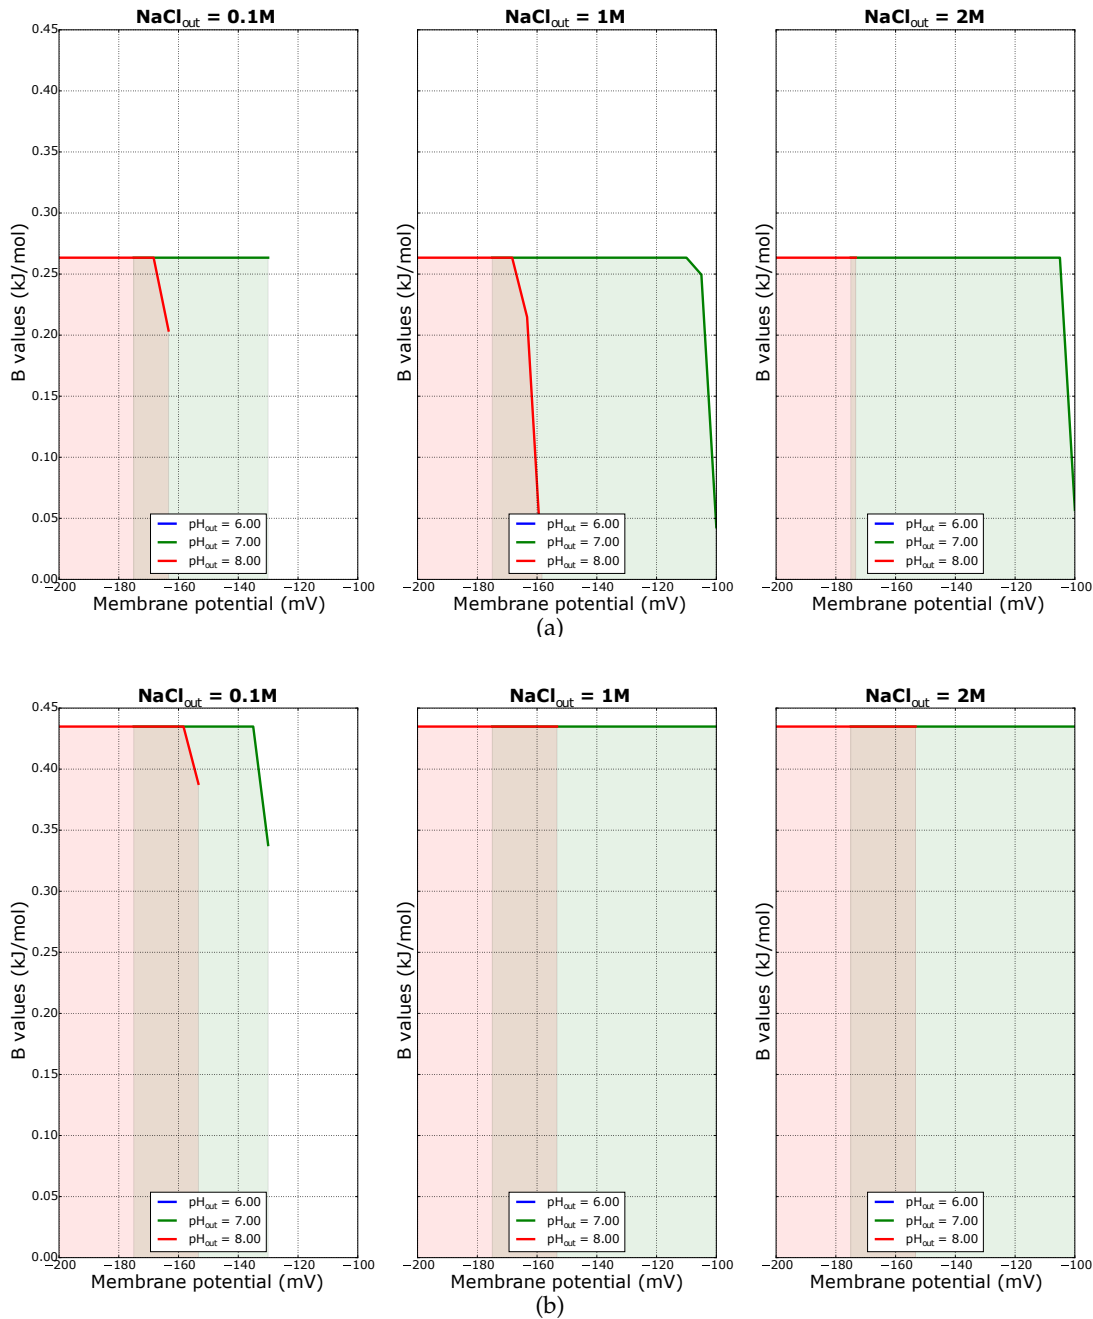 NaCl_out = 0.1M NaCl_out = 1M NaCl_out = 2M
0.45
0.40
0.35
0.30
0.25
0.20
0.15
0.10
0.05
0.00
B values (kJ/mol) B values (kJ/mol) B values (kJ/mol)
pH_out = 6.00 pH_out = 6.00 pH_out = 6.00
pH_out = 7.00 pH_out = 7.00 pH_out = 7.00
pH_out = 8.00 pH_out = 8.00 pH_out = 8.00
−200 −180 −160 −140 −120 −100 −200 −180 −160 −140 −120 −100 −200 −180 −160 −140 −120 −100
Membrane potential (mV) Membrane potential (mV) Membrane potential (mV)
(a)
NaCl_out = 0.1M NaCl_out = 1M NaCl_out = 2M
0.45
0.40
0.35
0.30
0.25
0.20
0.15
0.10
0.05
0.00
B values (kJ/mol) B values (kJ/mol) B values (kJ/mol)
pH_out = 6.00 pH_out = 6.00 pH_out = 6.00
pH_out = 7.00 pH_out = 7.00 pH_out = 7.00
pH_out = 8.00 pH_out = 8.00 pH_out = 8.00
−200 −180 −160 −140 −120 −100 −200 −180 −160 −140 −120 −100 −200 −180 −160 −140 −120 −100
Membrane potential (mV) Membrane potential (mV) Membrane potential (mV)
(b)